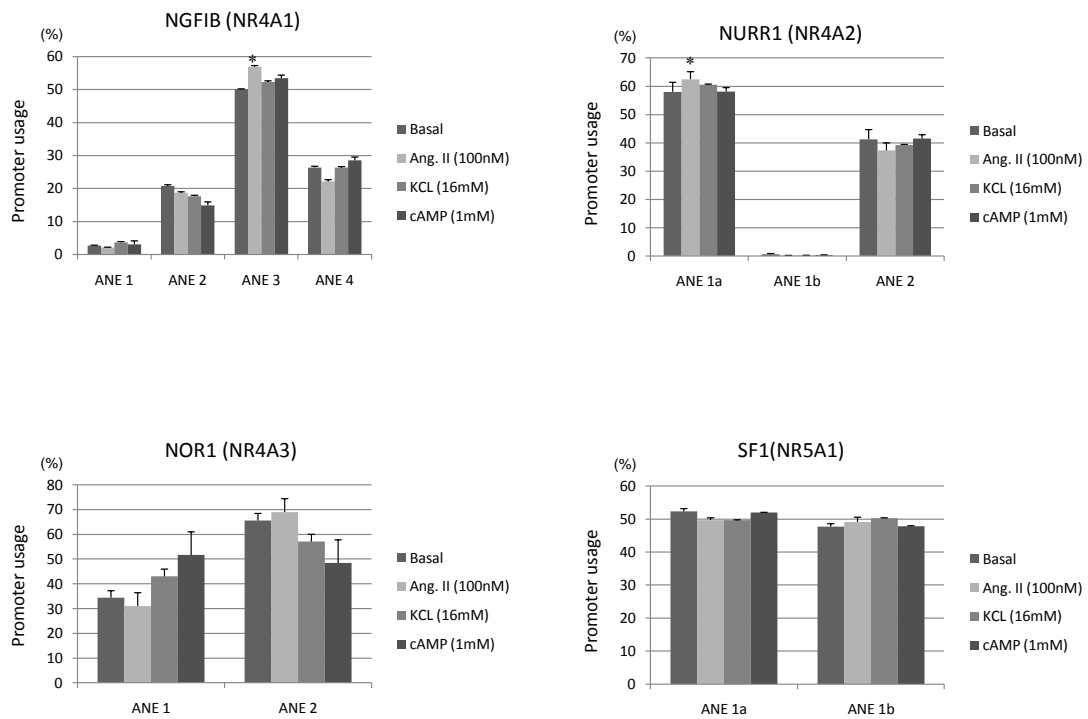 NGFIB (NR4A1)
(%)
60
50
40
30
20
10
0
Promoter usage
*
ANE 1 ANE 2 ANE 3 ANE 4
Basal
Ang. II (100nM)
KCL (16mM)
cAMP (1mM)
NURR1 (NR4A2)
(%)
70
60
50
40
30
20
10
0
Promoter usage
*
ANE 1a ANE 1b ANE 2
Basal
Ang. II (100nM)
KCL (16mM)
cAMP (1mM)
NOR1 (NR4A3)
(%)
80
70
60
50
40
30
20
10
0
Promoter usage
ANE 1 ANE 2
Basal
Ang. II (100nM)
KCL (16mM)
cAMP (1mM)
SF1(NR5A1)
(%)
60
50
40
30
20
10
0
Promoter usage
ANE 1a ANE 1b
Basal
Ang. II (100nM)
KCL (16mM)
cAMP (1mM)